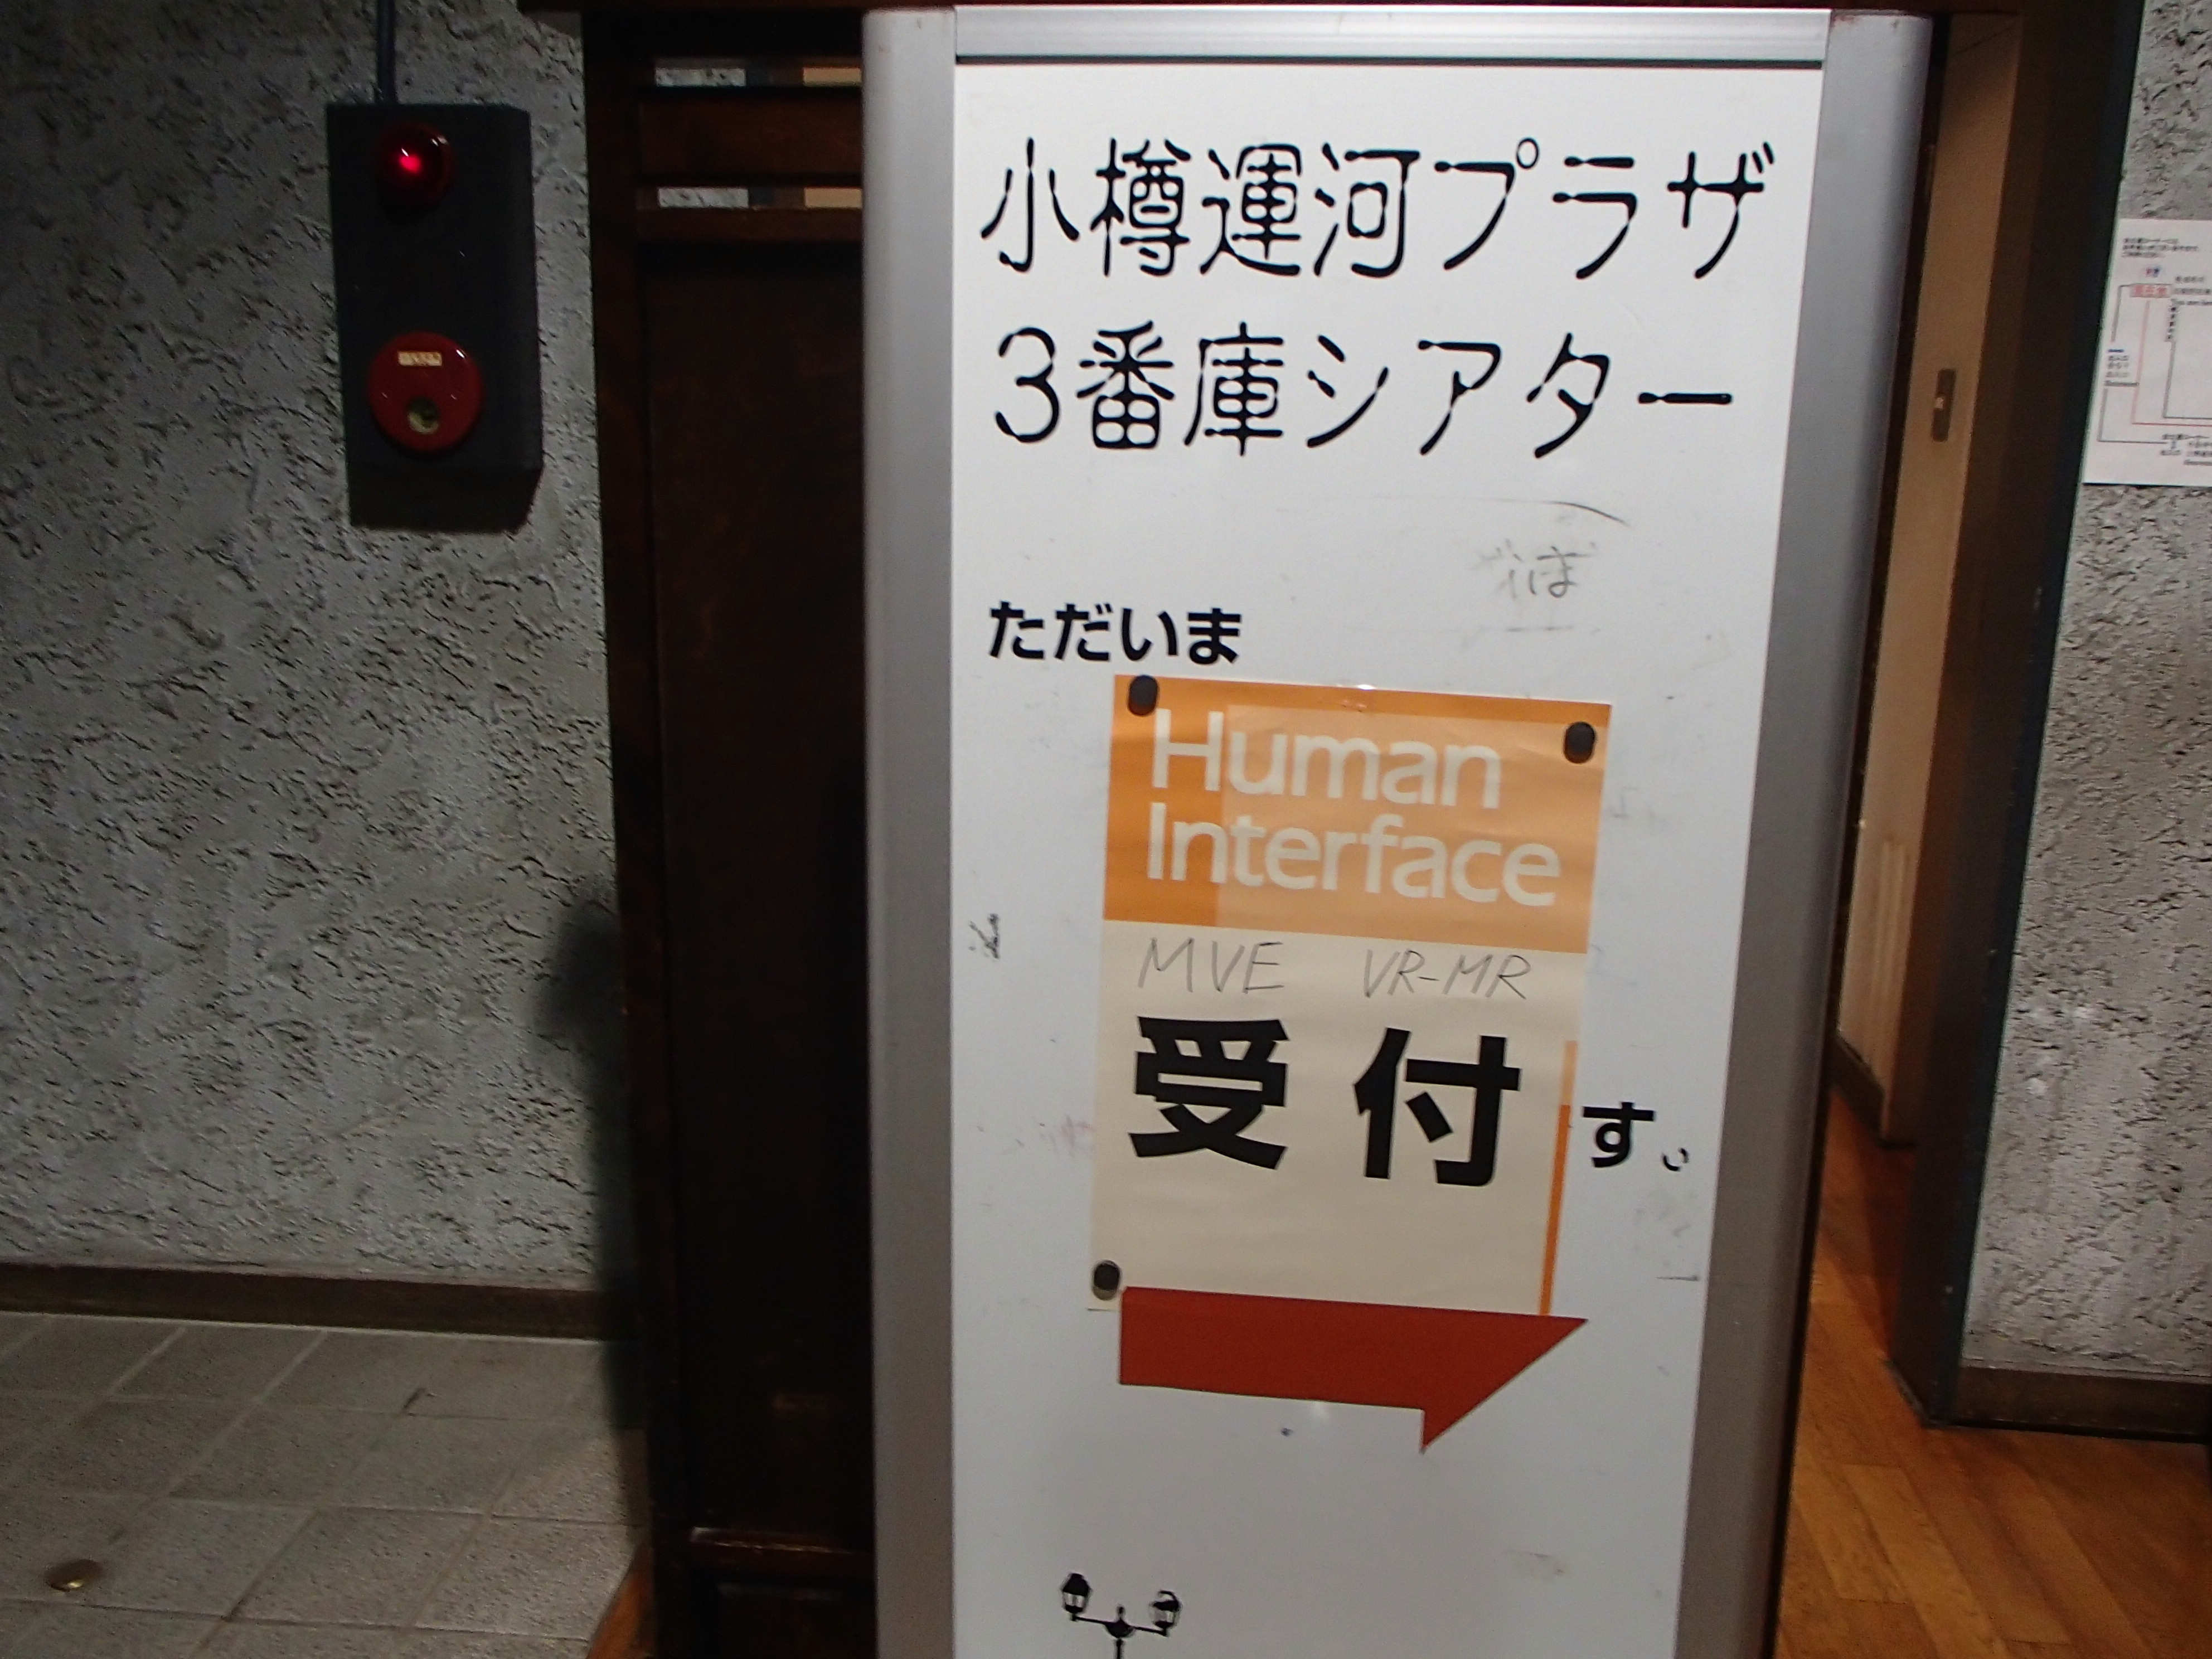 小樽運河プラザ
3番庫シアター
ただいま
Human
Interface
MVE VR-MR
受付
す。